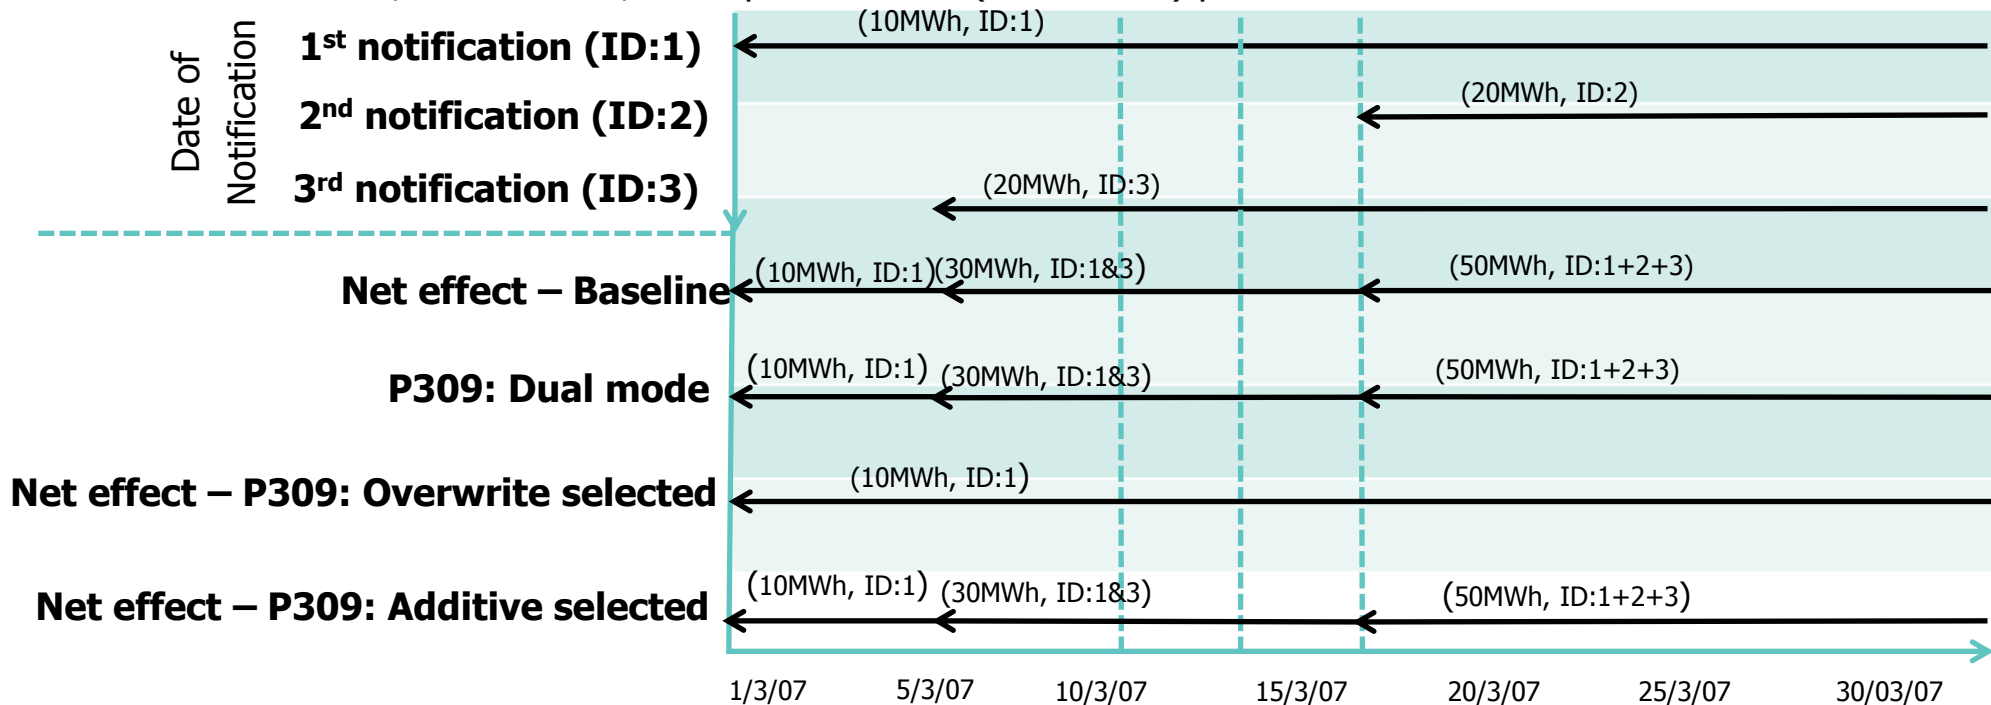 (10MWh, ID:1)
Date of
Notification
1st notification (ID:1)
(20MWh, ID:2)
2nd notification (ID:2)
(20MWh, ID:3)
3rd notification (ID:3)
(10MWh, ID:1) (30MWh, ID:1&3) (50MWh, ID:1+2+3)
Net effect – Baseline
(10MWh, ID:1) (30MWh, ID:1&3) (50MWh, ID:1+2+3)
P309: Dual mode
(10MWh, ID:1)
Net effect – P309: Overwrite selected
(10MWh, ID:1) (30MWh, ID:1&3) (50MWh, ID:1+2+3)
Net effect – P309: Additive selected
1/3/07 5/3/07 10/3/07 15/3/07 20/3/07 25/3/07 30/03/07